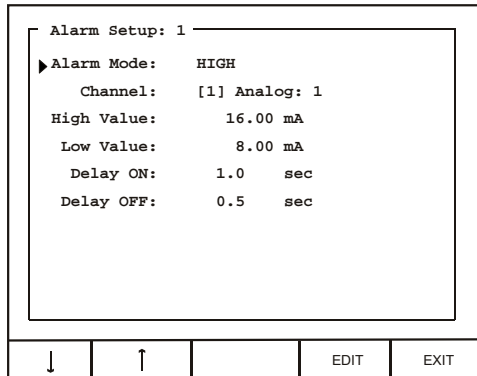 Alarm Setup: 1
Alarm Mode: HIGH
Channel: [1] Analog: 1
High Value: 16.00 mA
Low Value: 8.00 mA
Delay ON: 1.0 sec
Delay OFF: 0.5 sec
↓ ↑ EDIT EXIT